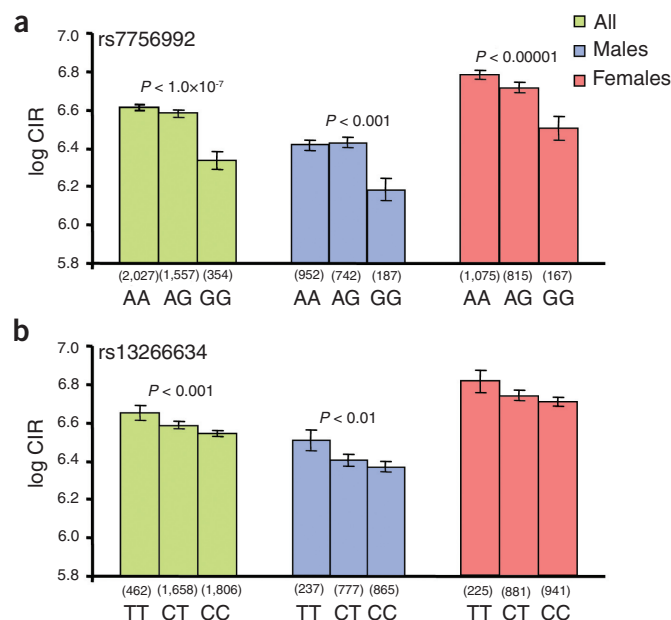 a
rs7756992
All
Males
Females
log CIR
7.0
6.8
6.6
6.4
6.2
6.0
5.8
P < 1.0×10-7
P < 0.001
P < 0.00001
(2,027) (1,557) (354) (952) (742) (187) (1,075) (815) (167)
AA AG GG AA AG GG AA AG GG
b
rs13266634
log CIR
7.0
6.8
6.6
6.4
6.2
6.0
5.8
P < 0.001
P < 0.01
(462) (1,658) (1,806) (237) (777) (865) (225) (881) (941)
TT CT CC TT CT CC TT CT CC